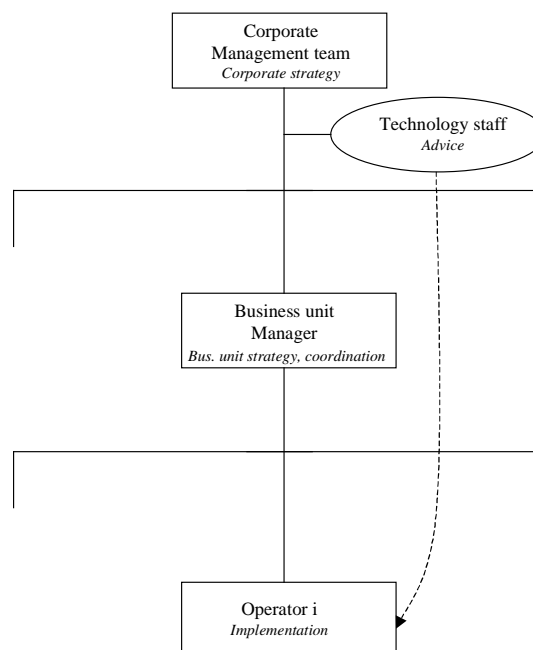 Corporate
Management team
Corporate strategy
Technology staff
Advice
Business unit
Manager
Bus. unit strategy, coordination
Operator i
Implementation